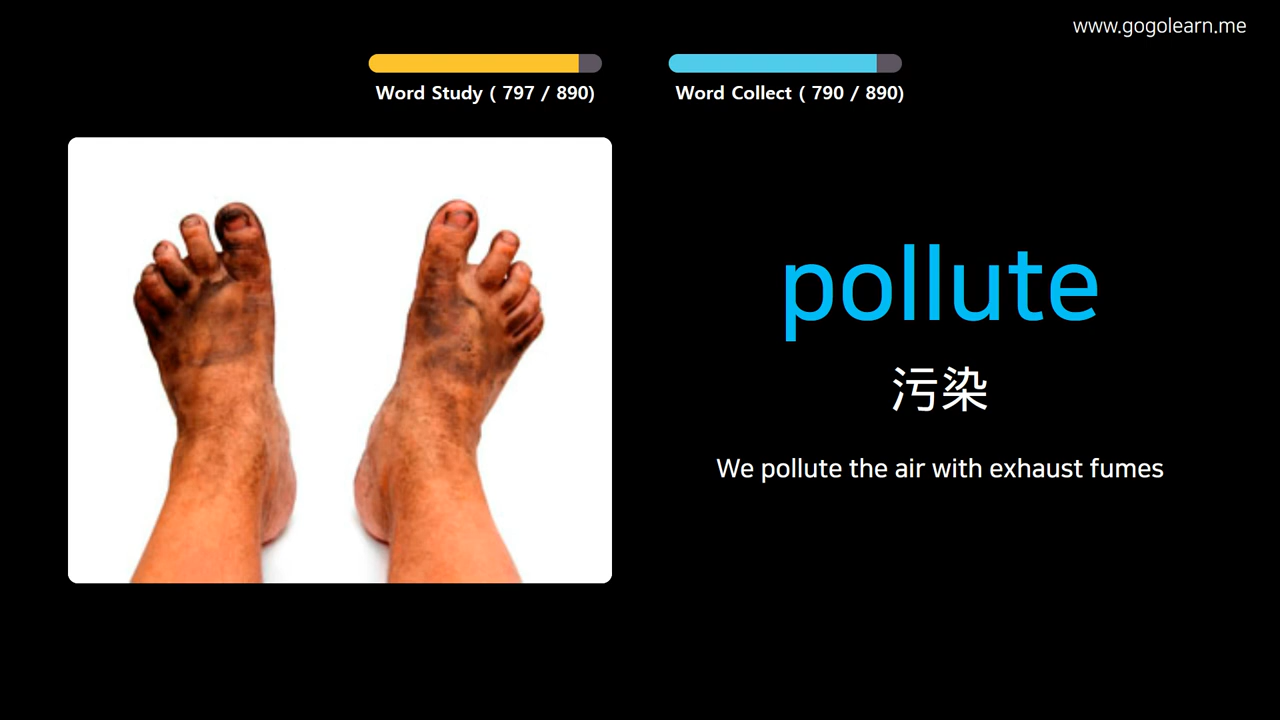 www.gogolearn.me
Word Study ( 797 / 890)
Word Collect ( 790 / 890)
pollute
污染
We pollute the air with exhaust fumes